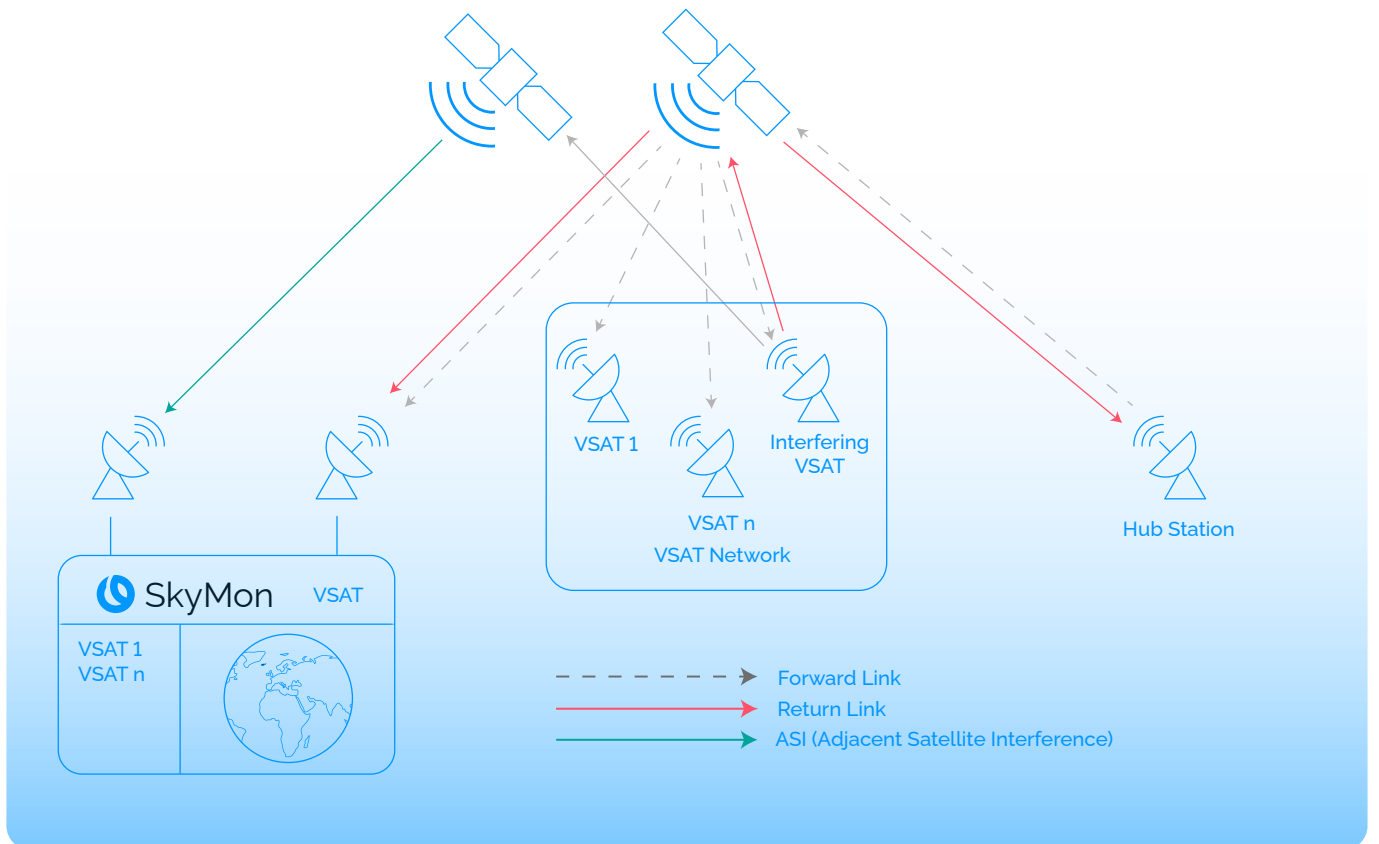 VSAT 1
Interfering
VSAT
VSAT n
VSAT Network
Hub Station
SkyMon
VSAT
VSAT 1
VSAT n
Forward Link
Return Link
ASI (Adjacent Satellite Interference)